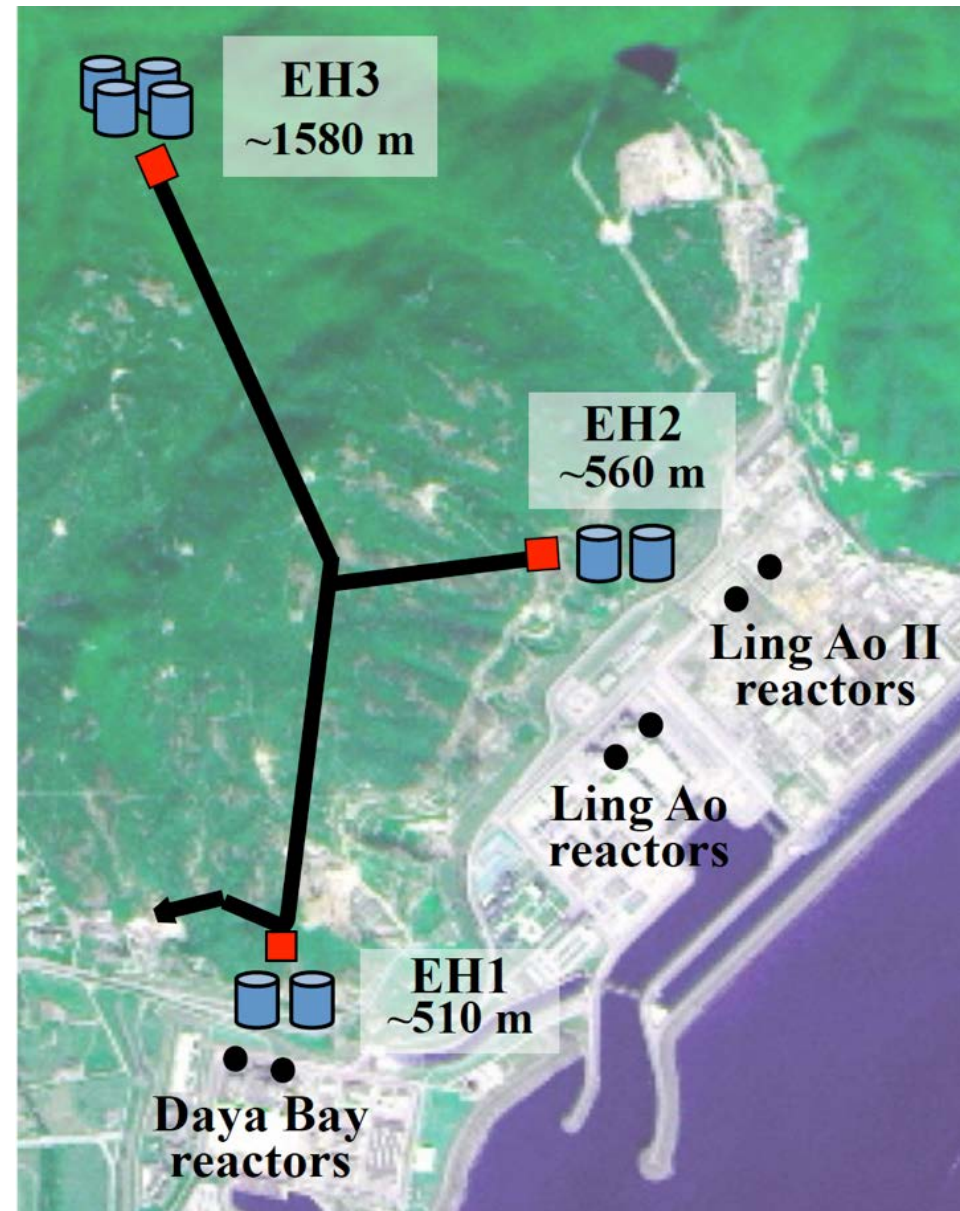 EH3
~1580 m
EH2
~560 m
Ling Ao II
reactors
Ling Ao
reactors
EH1
~510 m
Daya Bay
reactors